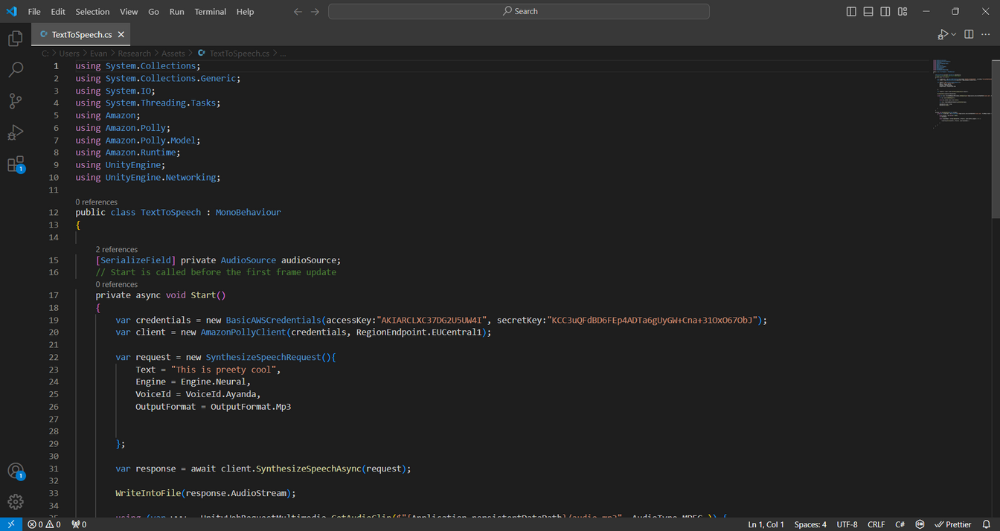 File Edit Selection View Go Run Terminal Help
Search
TextToSpeech.cs
C: > Users > Evan > Research > Assets > TextToSpeech.cs > ...
1 using System.Collections;
2 using System.Collections.Generic;
3 using System.IO;
4 using System.Threading.Tasks;
5 using Amazon;
6 using Amazon.Polly;
7 using Amazon.Polly.Model;
8 using Amazon.Runtime;
9 using UnityEngine;
10 using UnityEngine.Networking;
11
0 references
12 public class TextToSpeech : MonoBehaviour
13 {
14
2 references
15 [SerializeField] private AudioSource audioSource;
16 // Start is called before the first frame update
0 references
17 private async void Start()
18 {
19 var credentials = new BasicAWSCredentials(accessKey:"AKIARCLXC37DG2U5UW4I", secretKey:"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");
20 var client = new AmazonPollyClient(credentials, RegionEndpoint.EUCentral1);
21
22 var request = new SynthesizeSpeechRequest(){
23 Text = "This is preety cool",
24 Engine = Engine.Neural,
25 VoiceId = VoiceId.Ayanda,
26 OutputFormat = OutputFormat.Mp3
27
28
29 };
30
31 var response = await client.SynthesizeSpeechAsync(request);
32
33 WriteIntoFile(response.AudioStream);
34
1
1
0 0 0
Ln 1, Col 1 Spaces: 4 UTF-8 CRLF C# Prettier